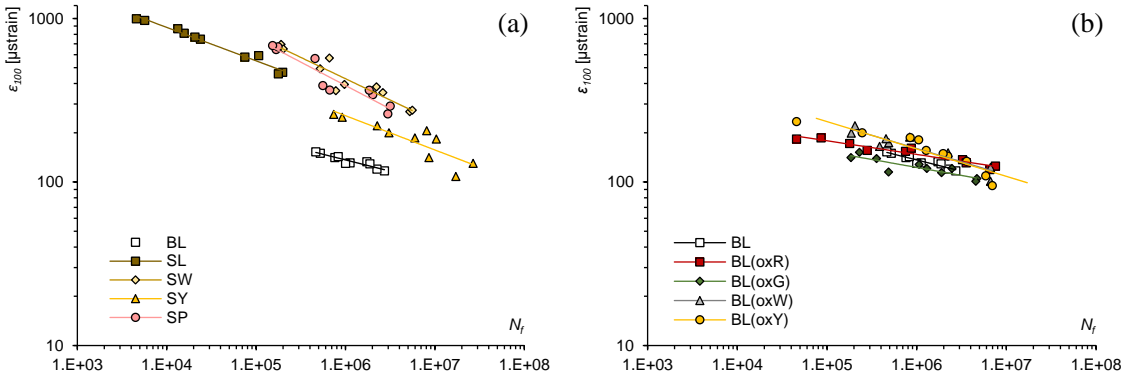 (a)
ε100 [µstrain]
1000
100
10
BL
SL
SW
SY
SP
Nf
1.E+03 1.E+04 1.E+05 1.E+06 1.E+07 1.E+08
(b)
ε100 [µstrain]
1000
100
10
BL
BL(oxR)
BL(oxG)
BL(oxW)
BL(oxY)
Nf
1.E+03 1.E+04 1.E+05 1.E+06 1.E+07 1.E+08